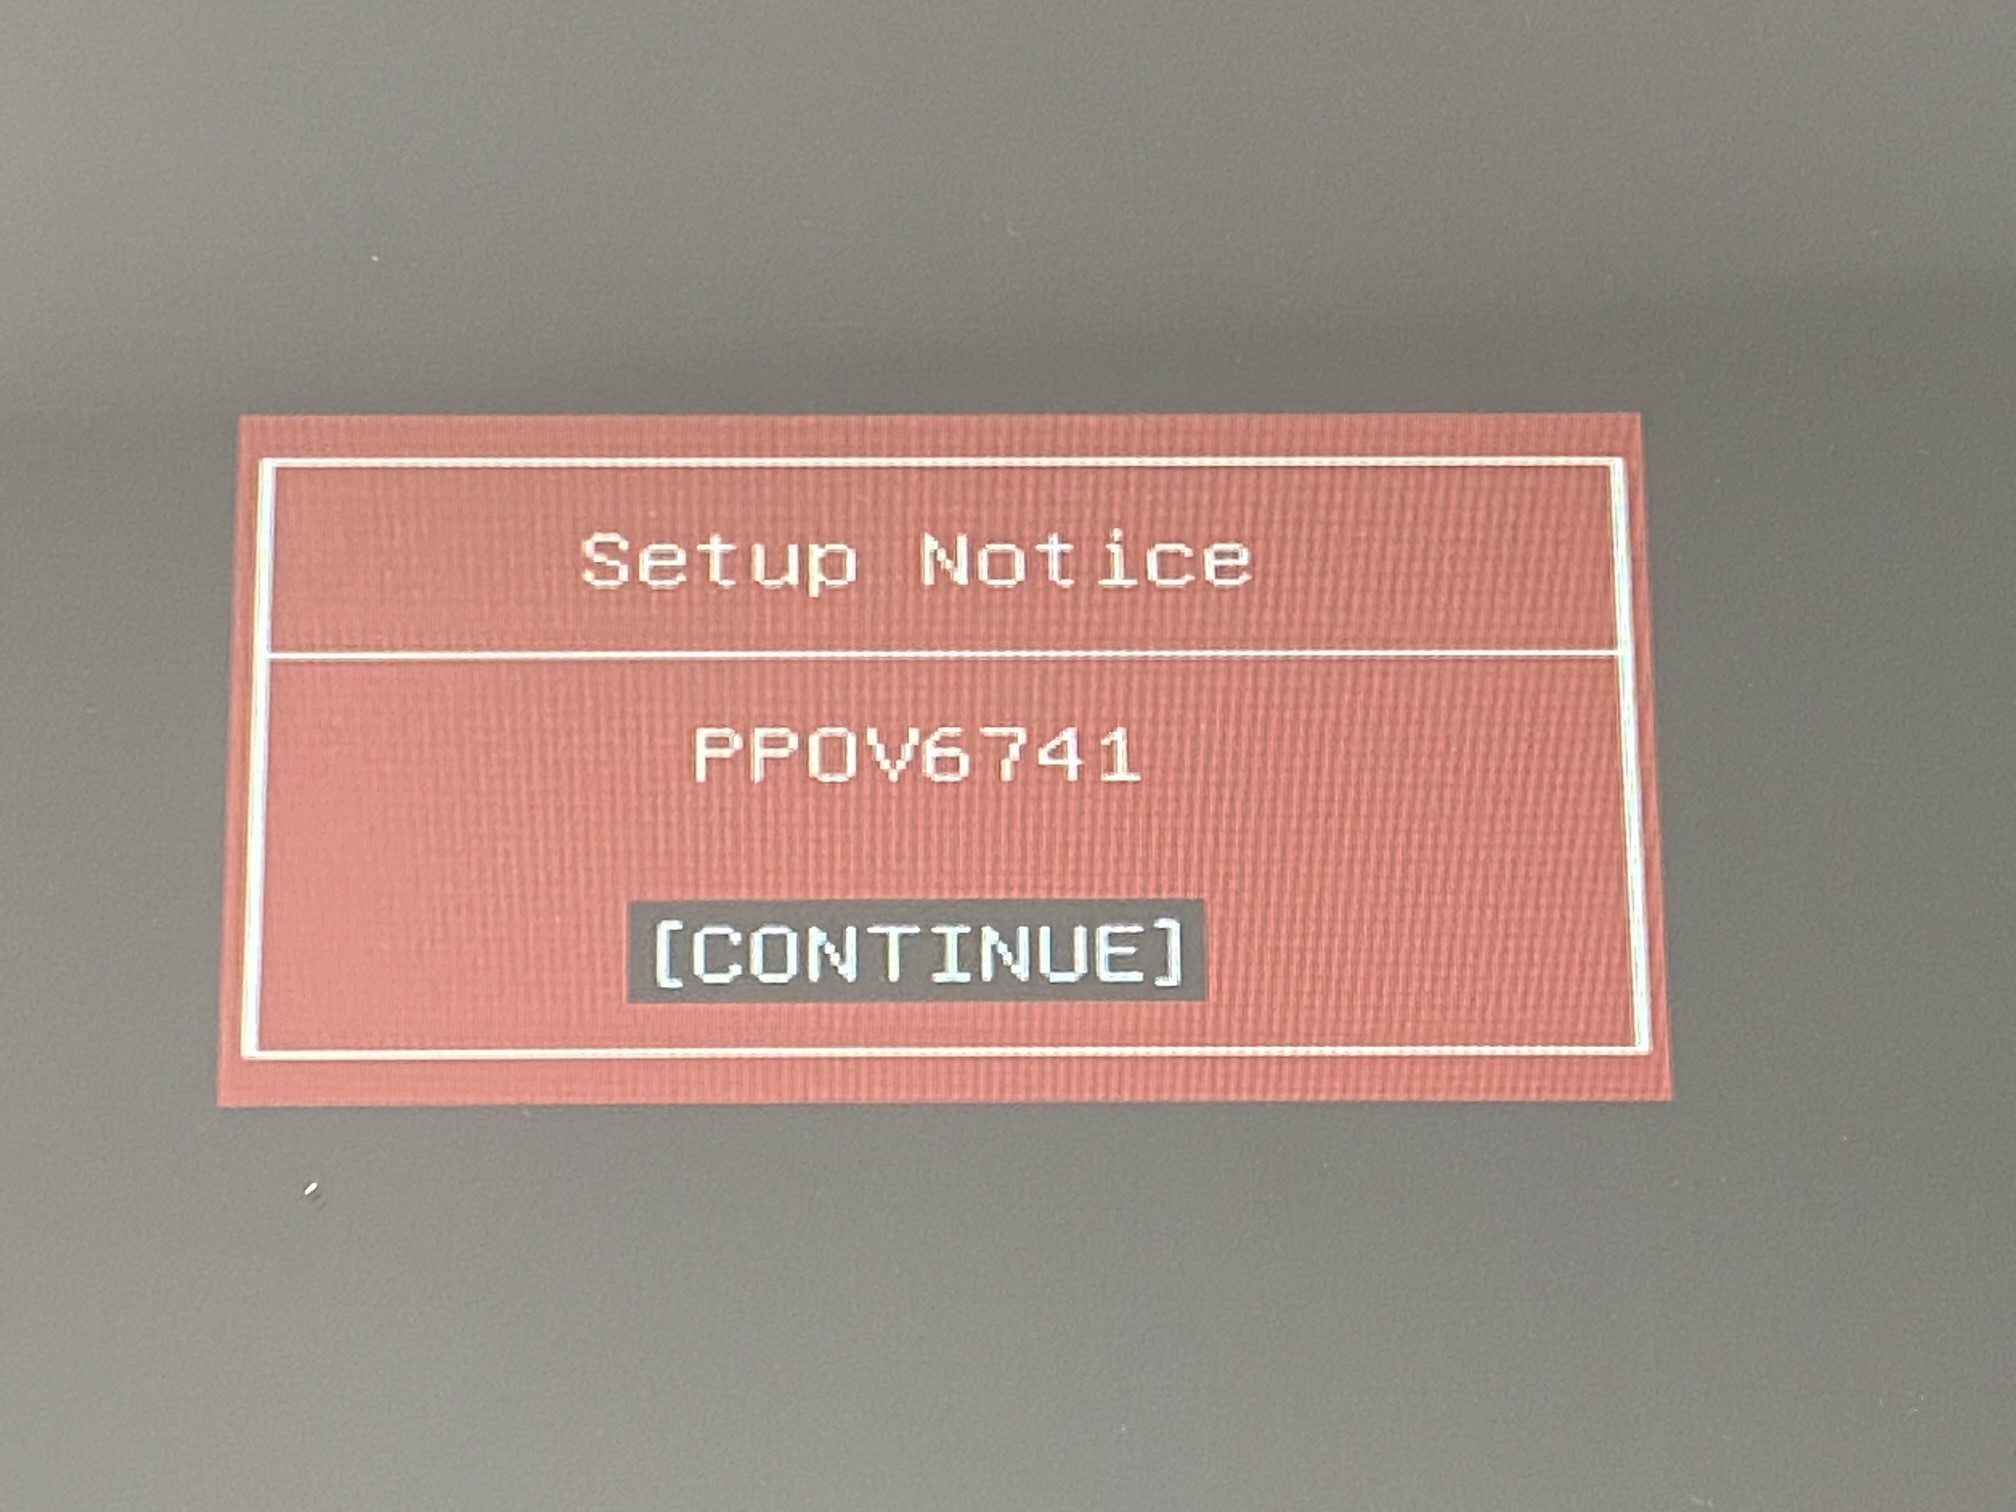 Setup Notice
PPOV6741
[CONTINUE]